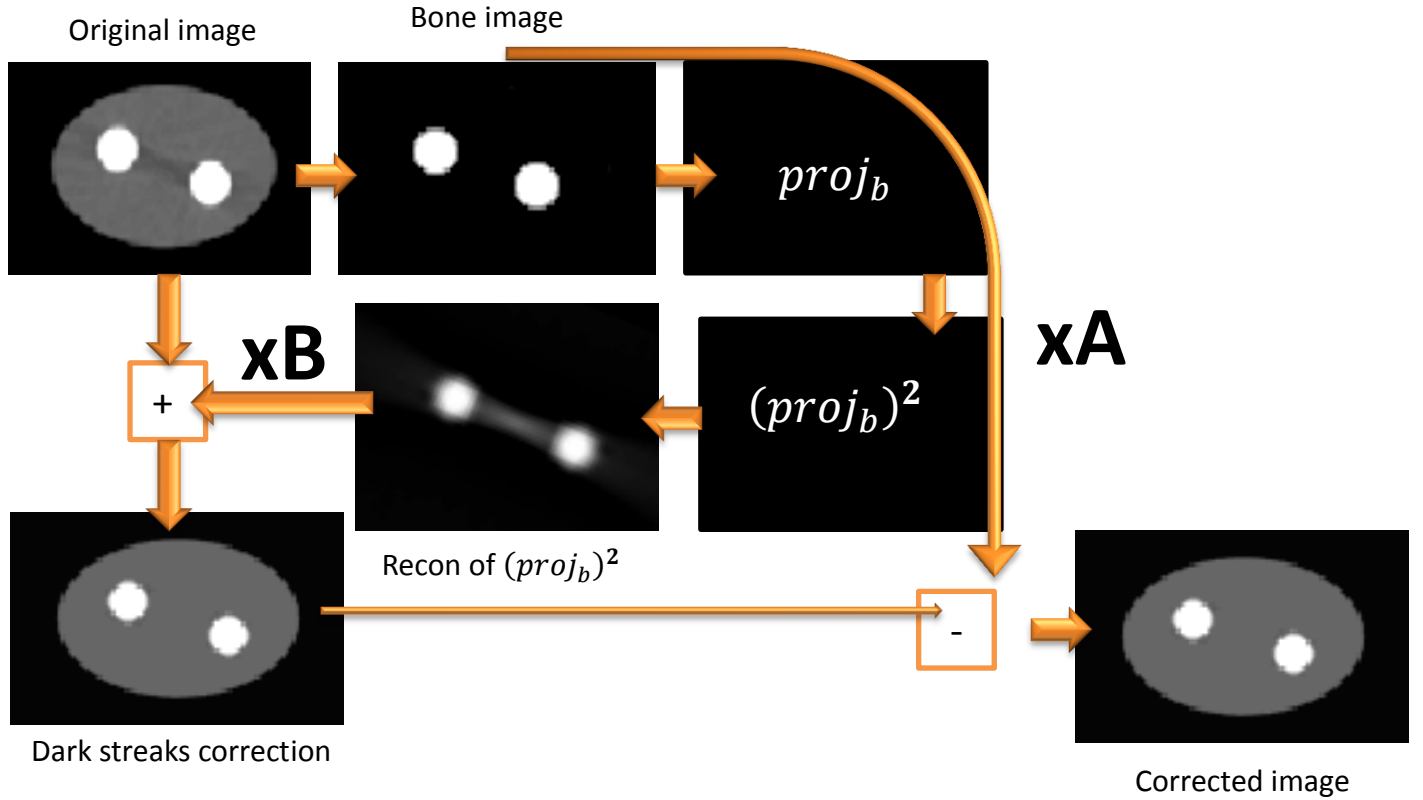 Original image
Bone image
𝑝𝑟𝑜𝑗_b
xB
xA
+
(𝑝𝑟𝑜𝑗_b)²
Recon of (𝑝𝑟𝑜𝑗_b)²
-
Dark streaks correction
Corrected image